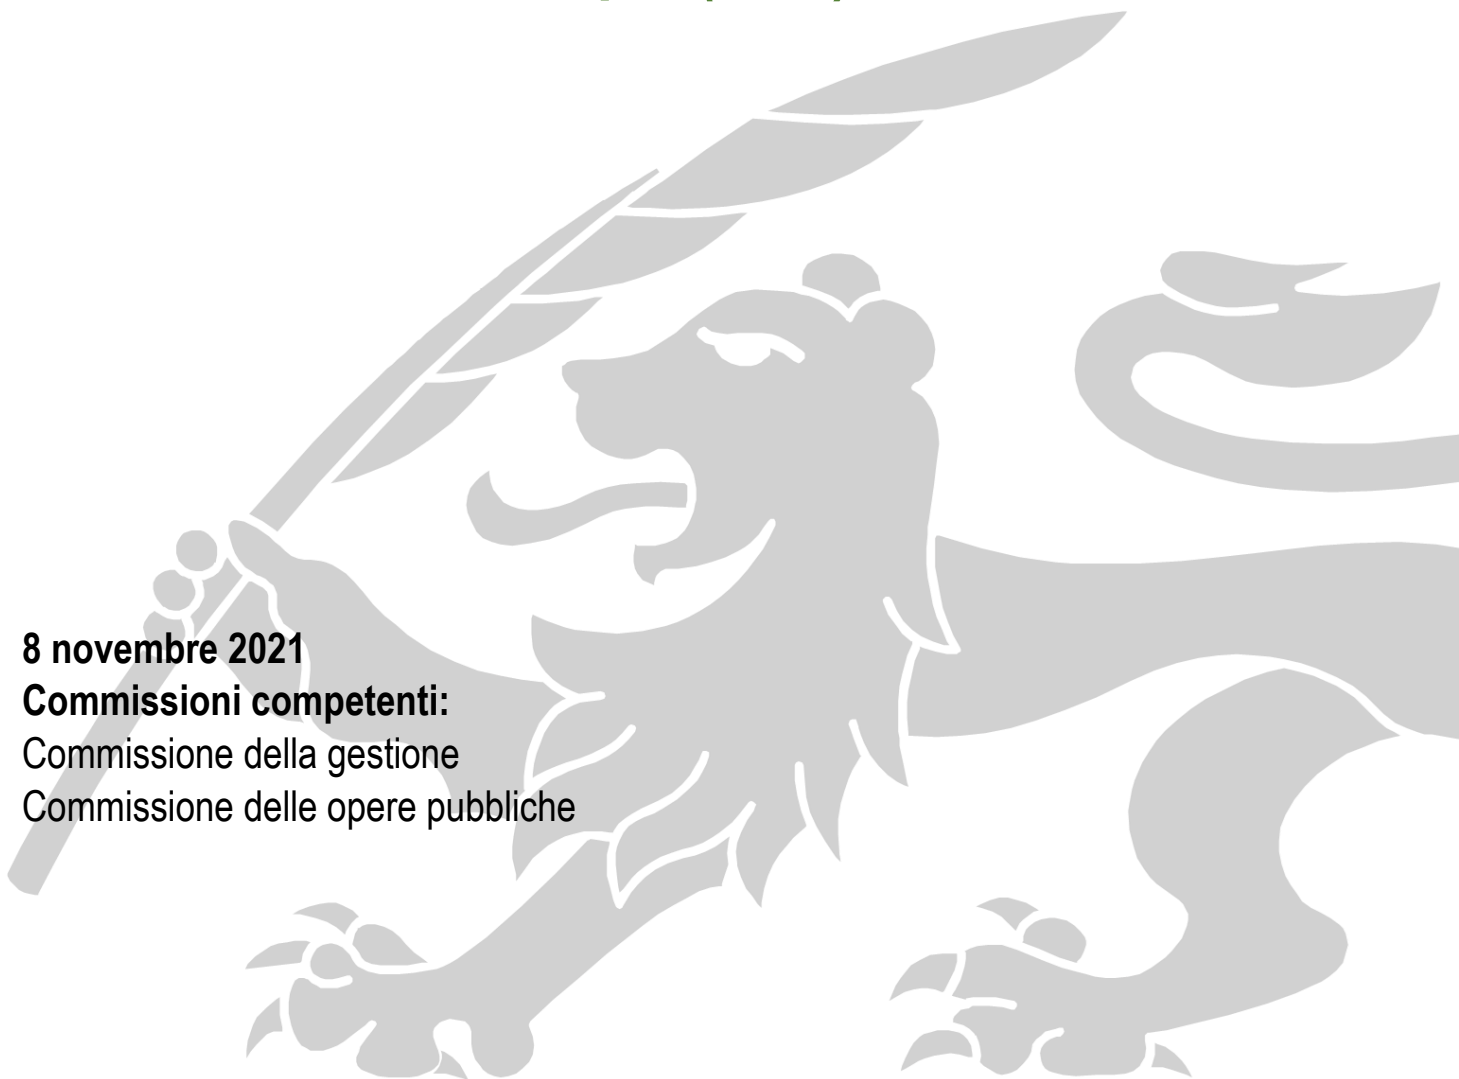 8 novembre 2021
Commissioni competenti:
Commissione della gestione
Commissione delle opere pubbliche